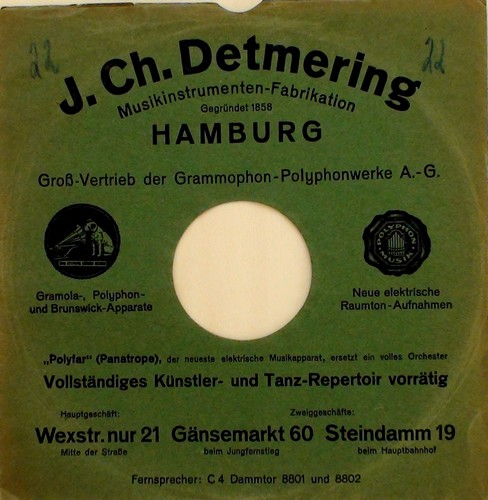 22
22
J. Ch. Detmering
Musikinstrumenten-Fabrikation
Gegründet 1858
HAMBURG
Groß-Vertrieb der Grammophon-Polyphonwerke A.-G.
POLYPHON
MUSIK
Gramola-, Polyphon-
und Brunswick-Apparate
Neue elektrische
Raumton-Aufnahmen
„Polyfar“ (Panatrope), der neueste elektrische Musikapparat, ersetzt ein volles Orchester
Vollständiges Künstler- und Tanz-Repertoir vorrätig
Hauptgeschäft:
Zweiggeschäfte:
Wexstr. nur 21 Gänsemarkt 60 Steindamm 19
Mitte der Straße
beim Jungfernstieg
beim Hauptbahnhof
Fernsprecher: C 4 Dammtor 8801 und 8802